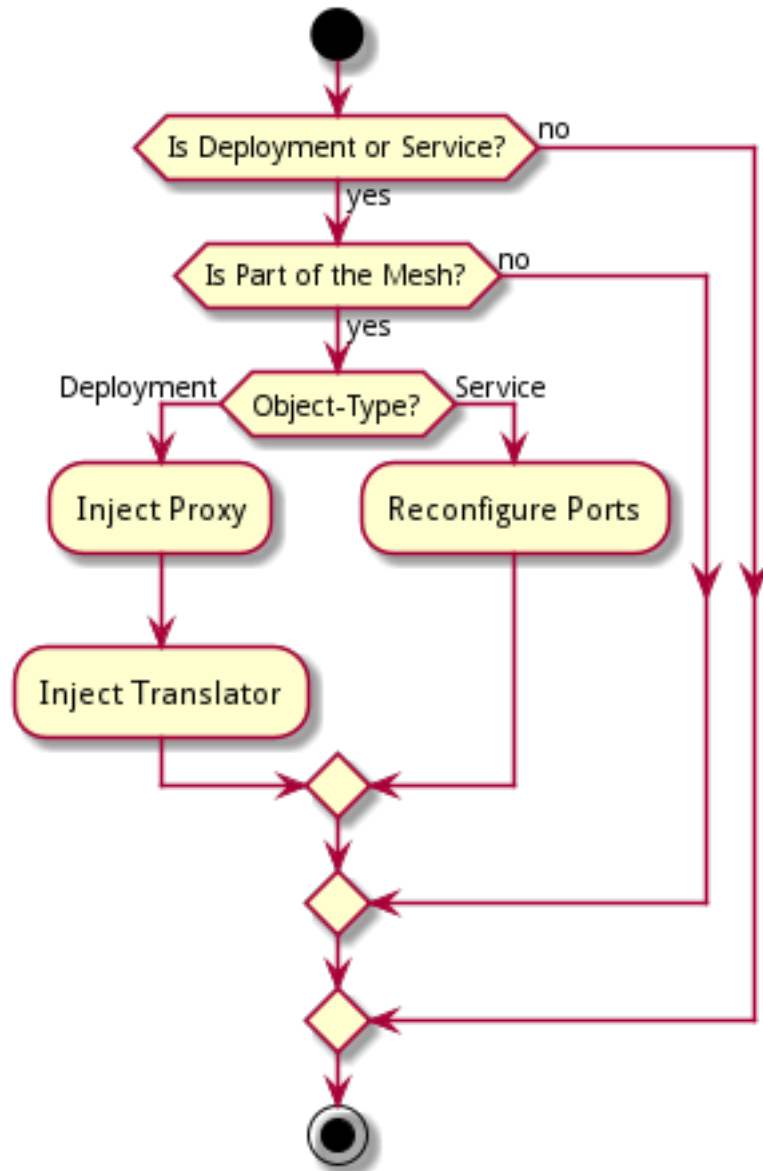 Is Deployment or Service?
no
yes
Is Part of the Mesh?
no
yes
Deployment
Object-Type?
Service
Inject Proxy
Reconfigure Ports
Inject Translator